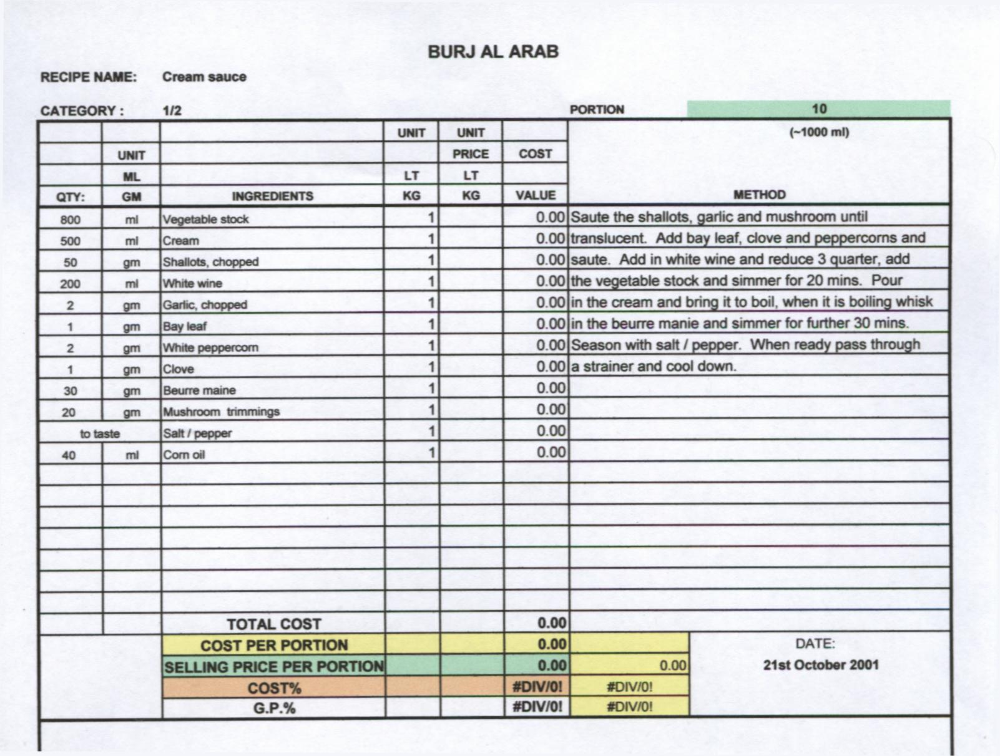 BURJ AL ARAB
RECIPE NAME: Cream sauce
CATEGORY : 1/2 PORTION 10
UNIT UNIT (~1000 ml)
UNIT PRICE COST
ML LT LT
QTY: GM INGREDIENTS KG KG VALUE METHOD
800 ml Vegetable stock 1 0.00 Saute the shallots, garlic and mushroom until
500 ml Cream 1 0.00 translucent. Add bay leaf, clove and peppercorns and
50 gm Shallots, chopped 1 0.00 saute. Add in white wine and reduce 3 quarter, add
200 ml White wine 1 0.00 the vegetable stock and simmer for 20 mins. Pour
2 gm Garlic, chopped 1 0.00 in the cream and bring it to boil, when it is boiling whisk
1 gm Bay leaf 1 0.00 in the beurre manie and simmer for further 30 mins.
2 gm White peppercorn 1 0.00 Season with salt / pepper. When ready pass through
1 gm Clove 1 0.00 a strainer and cool down.
30 gm Beurre maine 1 0.00
20 gm Mushroom trimmings 1 0.00
to taste Salt / pepper 1 0.00
40 ml Corn oil 1 0.00
TOTAL COST 0.00
COST PER PORTION 0.00 DATE:
SELLING PRICE PER PORTION 0.00 0.00 21st October 2001
COST% #DIV/0! #DIV/0!
G.P.% #DIV/0! #DIV/0!